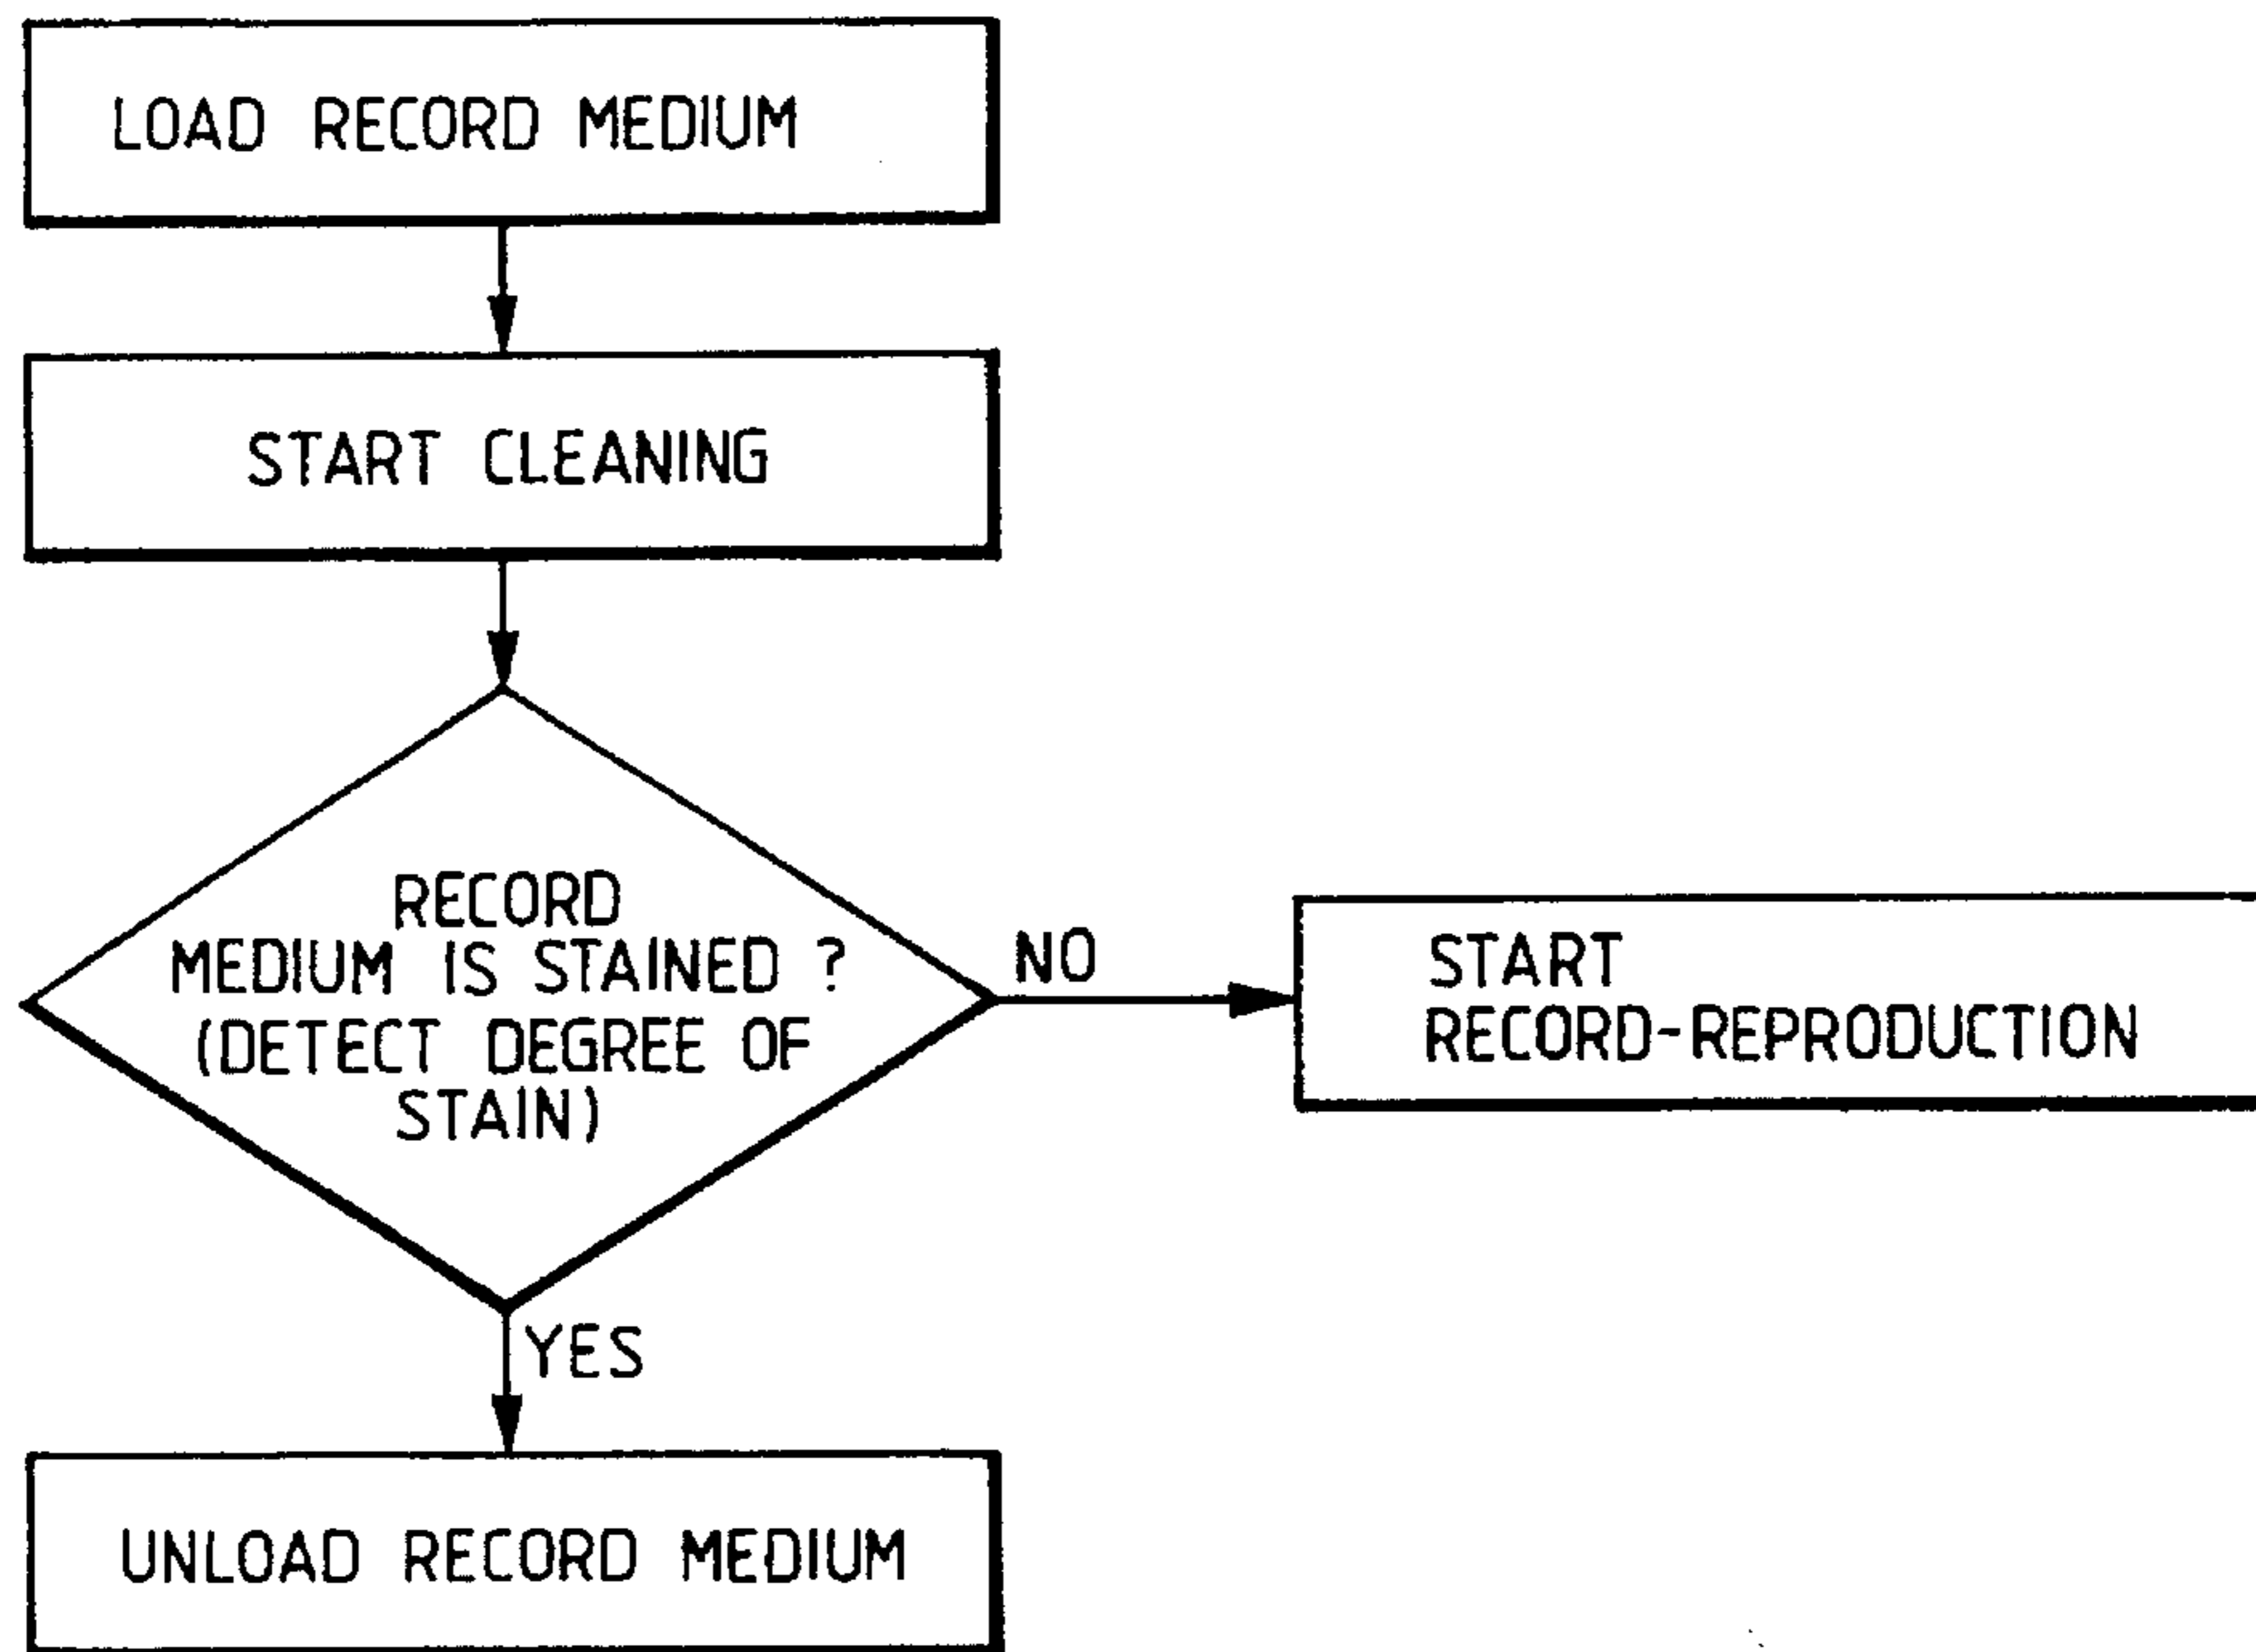 LOAD RECORD MEDIUM
START CLEANING
RECORD
MEDIUM IS STAINED ?
(DETECT DEGREE OF
STAIN)
NO
START
RECORD-REPRODUCTION
YES
UNLOAD RECORD MEDIUM